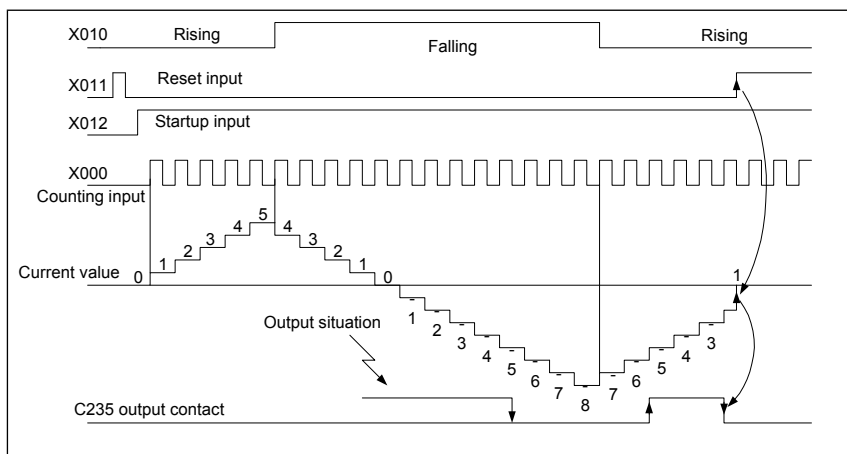 X010 Rising Falling Rising
X011 Reset input
X012 Startup input
X000
Counting input
Current value 0 1 2 3 4 5 4 3 2 1 0 1
- - - - - - - - - - - - -
1 2 3 4 5 6 7 8 7 6 5 4 3
Output situation
C235 output contact